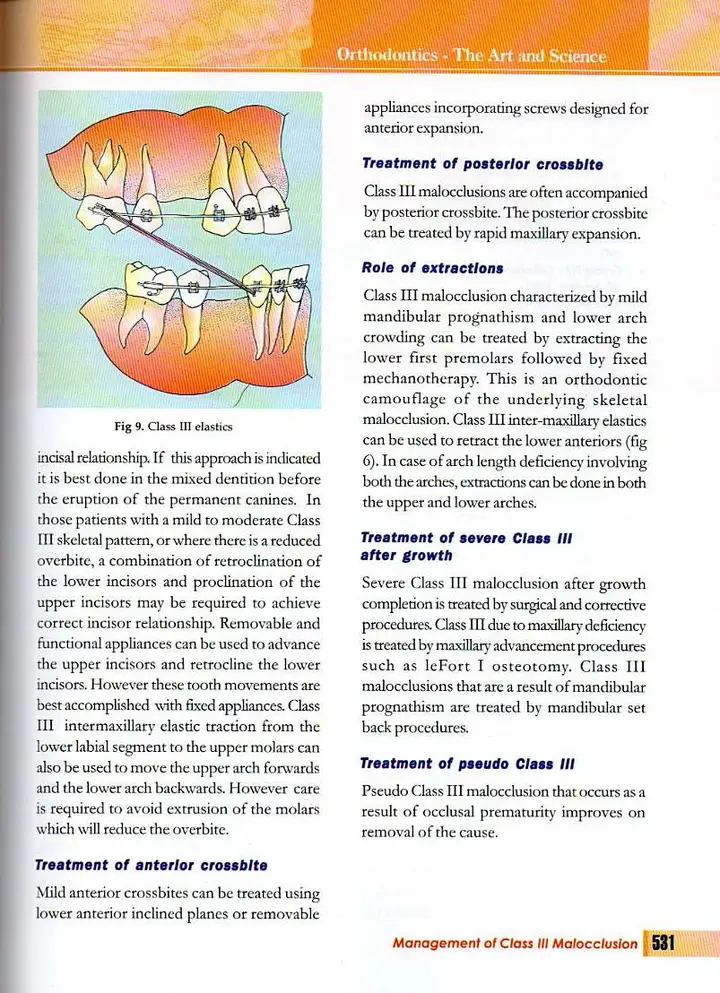 Orthodontics - The Art and Science
Fig 9. Class III elastics
incisal relationship. If this approach is indicated
it is best done in the mixed dentition before
the eruption of the permanent canines. In
those patients with a mild to moderate Class
III skeletal pattern, or where there is a reduced
overbite, a combination of retroclination of
the lower incisors and proclination of the
upper incisors may be required to achieve
correct incisor relationship. Removable and
functional appliances can be used to advance
the upper incisors and retrocline the lower
incisors. However these tooth movements are
best accomplished with fixed appliances. Class
III intermaxillary elastic traction from the
lower labial segment to the upper molars can
also be used to move the upper arch forwards
and the lower arch backwards. However care
is required to avoid extrusion of the molars
which will reduce the overbite.
Treatment of anterior crossbite
Mild anterior crossbites can be treated using
lower anterior inclined planes or removable
appliances incorporating screws designed for
anterior expansion.
Treatment of posterior crossbite
Class III malocclusions are often accompanied
by posterior crossbite. The posterior crossbite
can be treated by rapid maxillary expansion.
Role of extractions
Class III malocclusion characterized by mild
mandibular prognathism and lower arch
crowding can be treated by extracting the
lower first premolars followed by fixed
mechanotherapy. This is an orthodontic
camouflage of the underlying skeletal
malocclusion. Class III inter-maxillary elastics
can be used to retract the lower anteriors (fig
6). In case of arch length deficiency involving
both the arches, extractions can be done in both
the upper and lower arches.
Treatment of severe Class III
after growth
Severe Class III malocclusion after growth
completion is treated by surgical and corrective
procedures. Class III due to maxillary deficiency
is treated by maxillary advancement procedures
such as leFort I osteotomy. Class III
malocclusions that are a result of mandibular
prognathism are treated by mandibular set
back procedures.
Treatment of pseudo Class III
Pseudo Class III malocclusion that occurs as a
result of occlusal prematurity improves on
removal of the cause.
Management of Class III Malocclusion 531